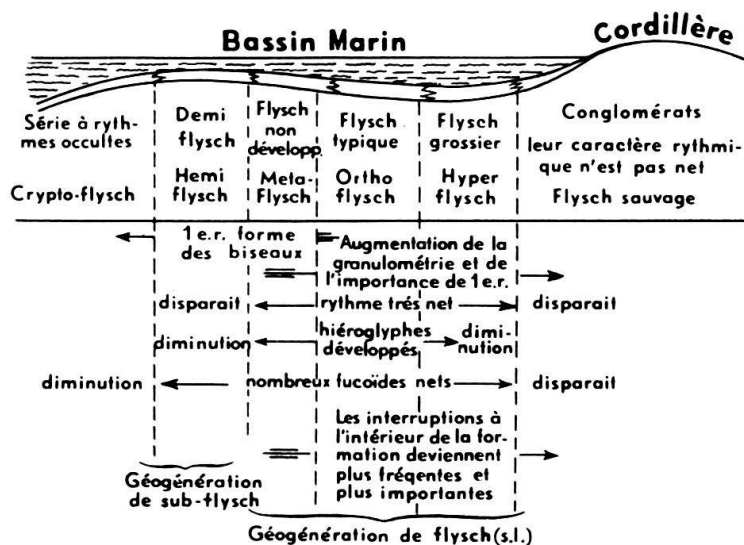 Bassin Marin
Cordillère
Série à ryth-
mes occultes
Crypto-flysch
Demi
flysch
Hemi
flysch
Flysch
non
développ.
Meta-
Flysch
Flysch
typique
Ortho
flysch
Flysch
grossier
Hyper
flysch
Conglomérats
leur caractère rythmi-
que n'est pas net
Flysch sauvage
1 e.r. forme
des biseaux
Augmentation de la
granulométrie et de
l'importance de 1 e.r.
disparait
rythme trés net
disparait
diminution
hiéroglyphes
développés
dimi-
nution
diminution
nombreux fucoïdes nets
disparait
Les interruptions à
l'intérieur de la for-
mation deviennent
plus fréqentes et
plus importantes
Géogénération
de sub-flysch
Géogénération de flysch (s.l.)